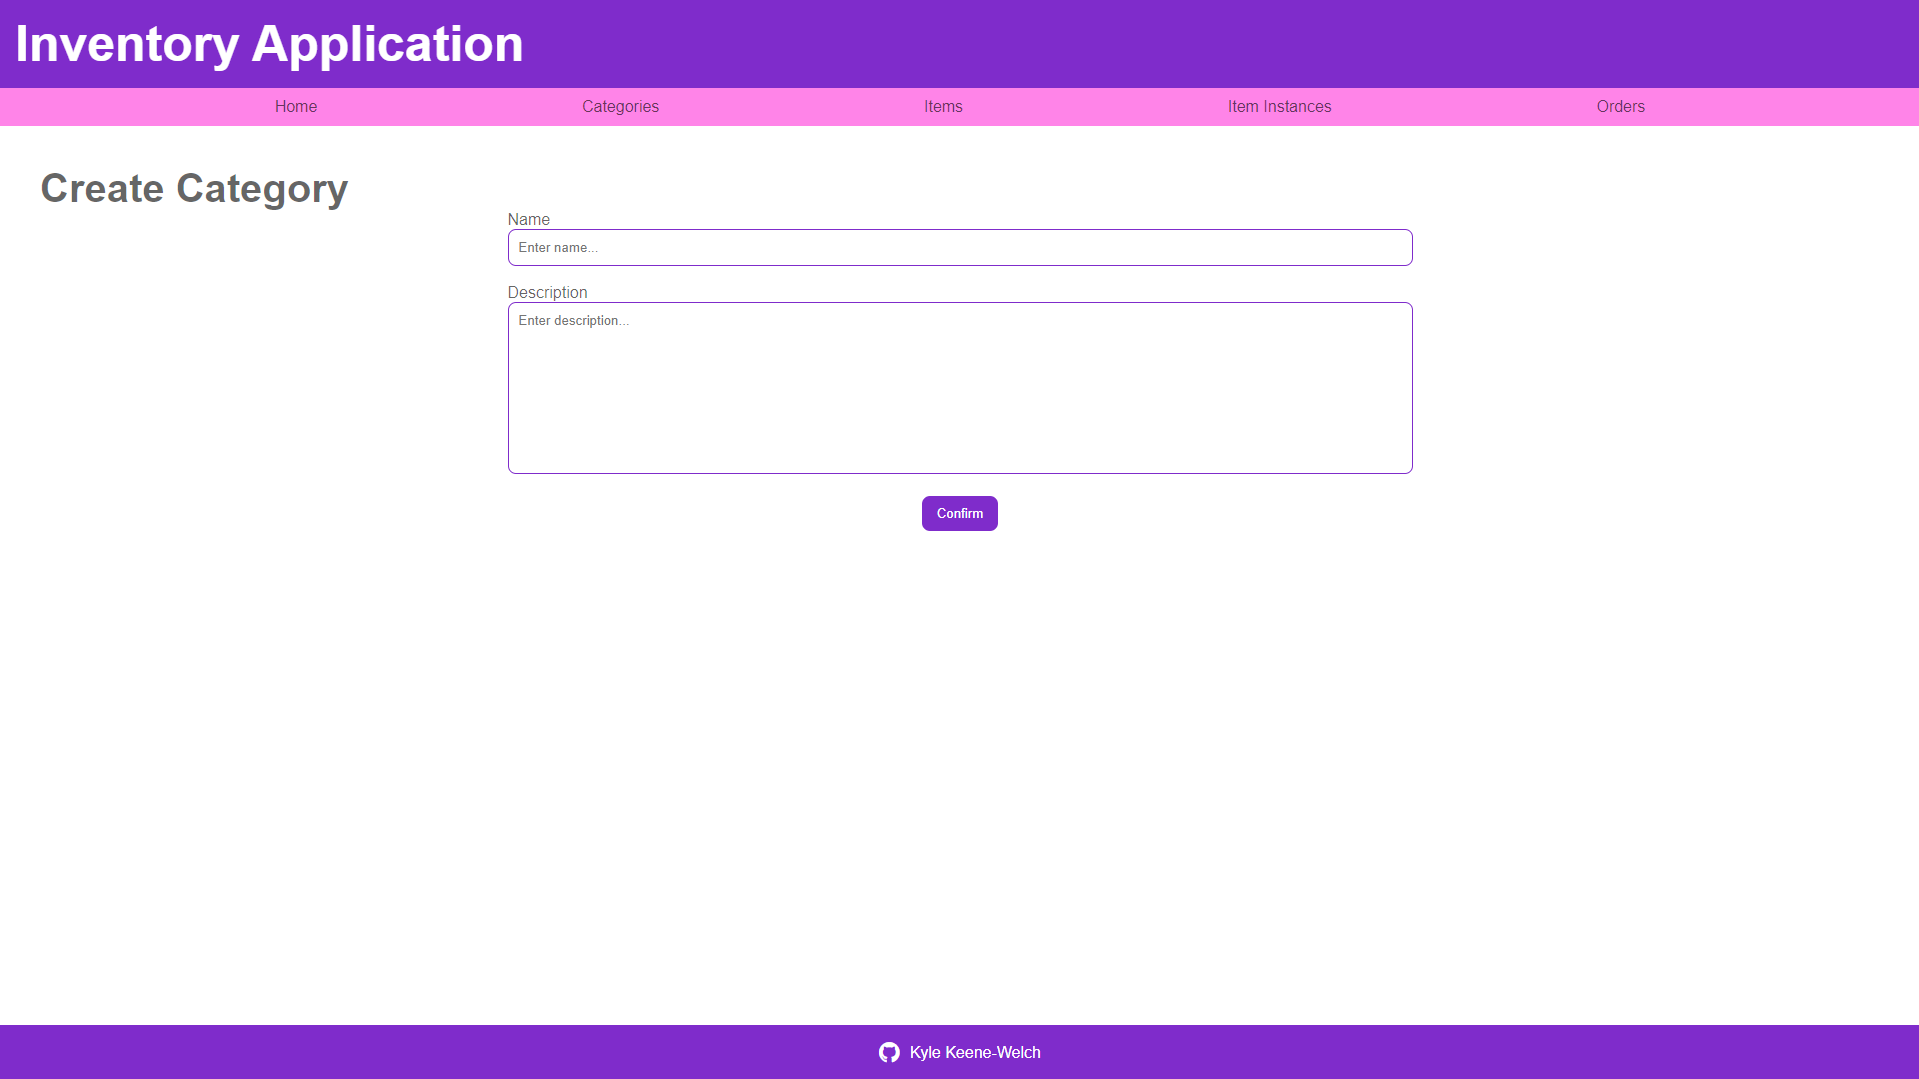 Inventory Application
Home Categories Items Item Instances Orders
Create Category
Name
Enter name...
Description
Enter description...
Confirm
Kyle Keene-Welch